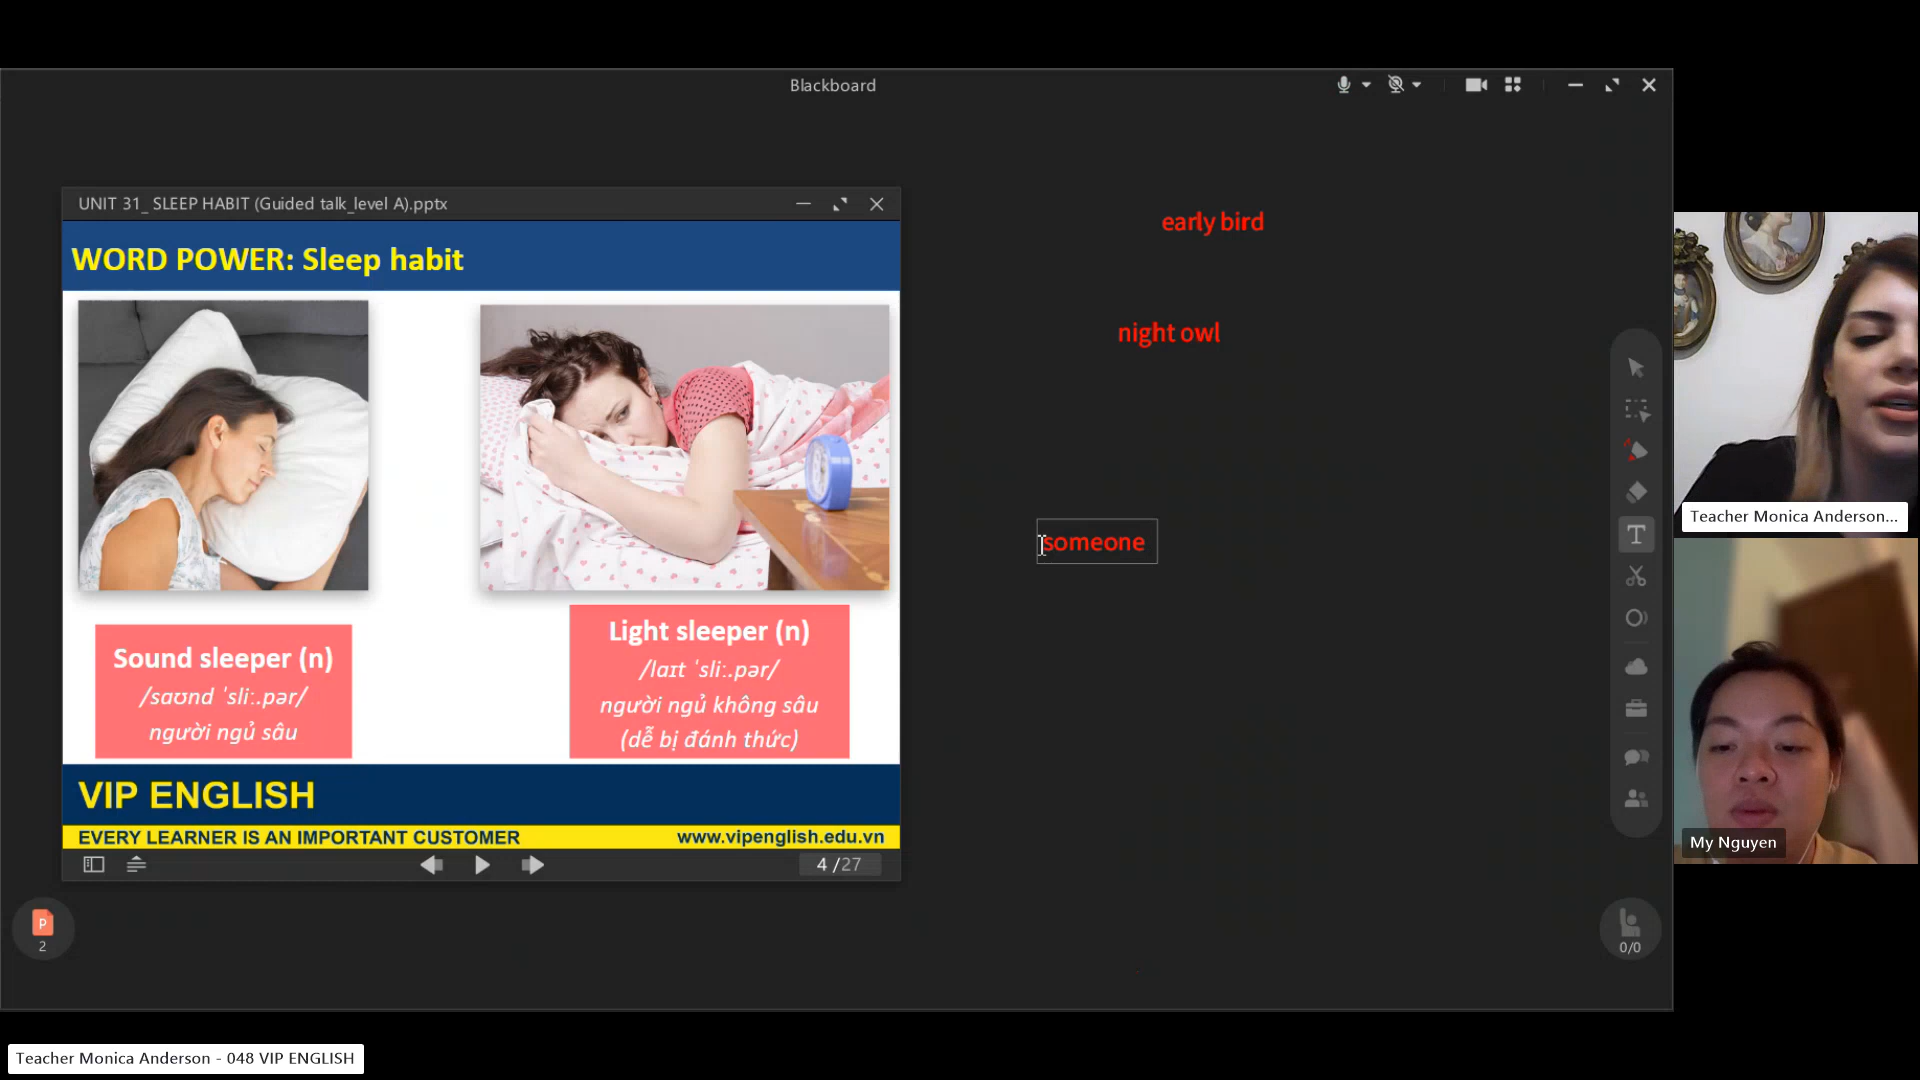 Blackboard
UNIT 31_ SLEEP HABIT (Guided talk_level A).pptx
WORD POWER: Sleep habit
Sound sleeper (n)
/saʊnd ˈsliː.pər/
người ngủ sâu
Light sleeper (n)
/laɪt ˈsliː.pər/
người ngủ không sâu
(dễ bị đánh thức)
VIP ENGLISH
EVERY LEARNER IS AN IMPORTANT CUSTOMER
www.vipenglish.edu.vn
4 /27
early bird
night owl
someone
T
P
2
0/0
Teacher Monica Anderson...
My Nguyen
Teacher Monica Anderson - 048 VIP ENGLISH